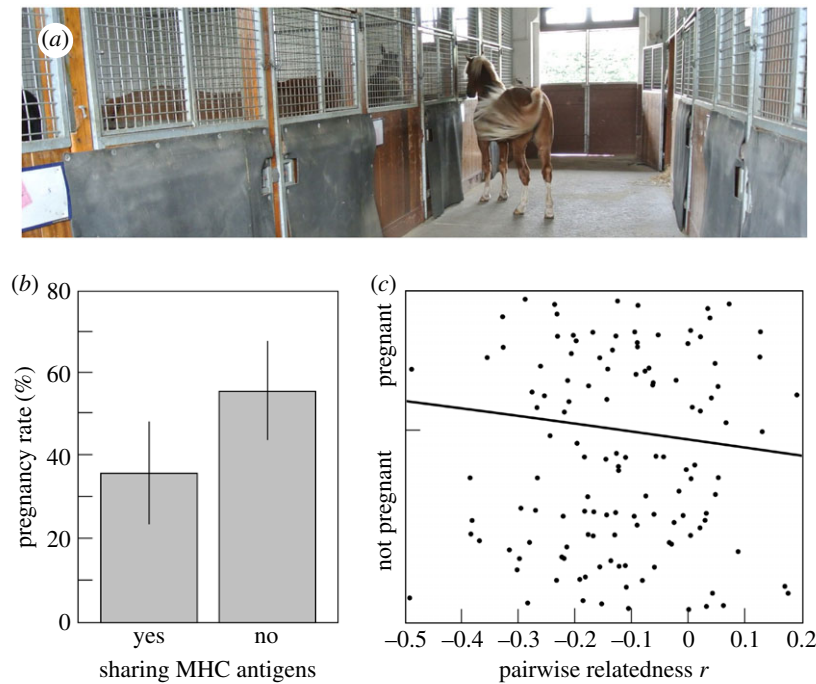 (a)
(b)
80
60
40
20
0
pregnancy rate (%)
yes
no
sharing MHC antigens
(c)
pregnant
not pregnant
–0.5
–0.4
–0.3
–0.2
–0.1
0
0.1
0.2
pairwise relatedness r